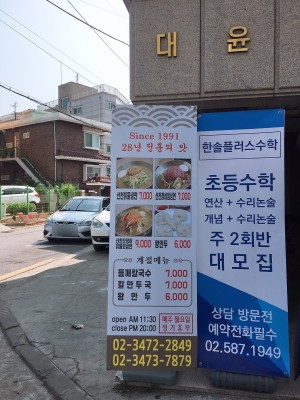 대 윤
Since 1991
28년 전통의 맛
7,000
7,000
9,000
6,000
계절메뉴
들깨칼국수 7,000
칼만두국 7,000
왕만두 6,000
open AM 11:30
close PM 20:00
매주 월요일
정기휴무
02-3472-2849
02-3473-7879
한솔플러스수학
초등수학
연산 + 수리논술
개념 + 수리논술
주 2회반
대모집
상담 방문전
예약전화필수
02.587.1949